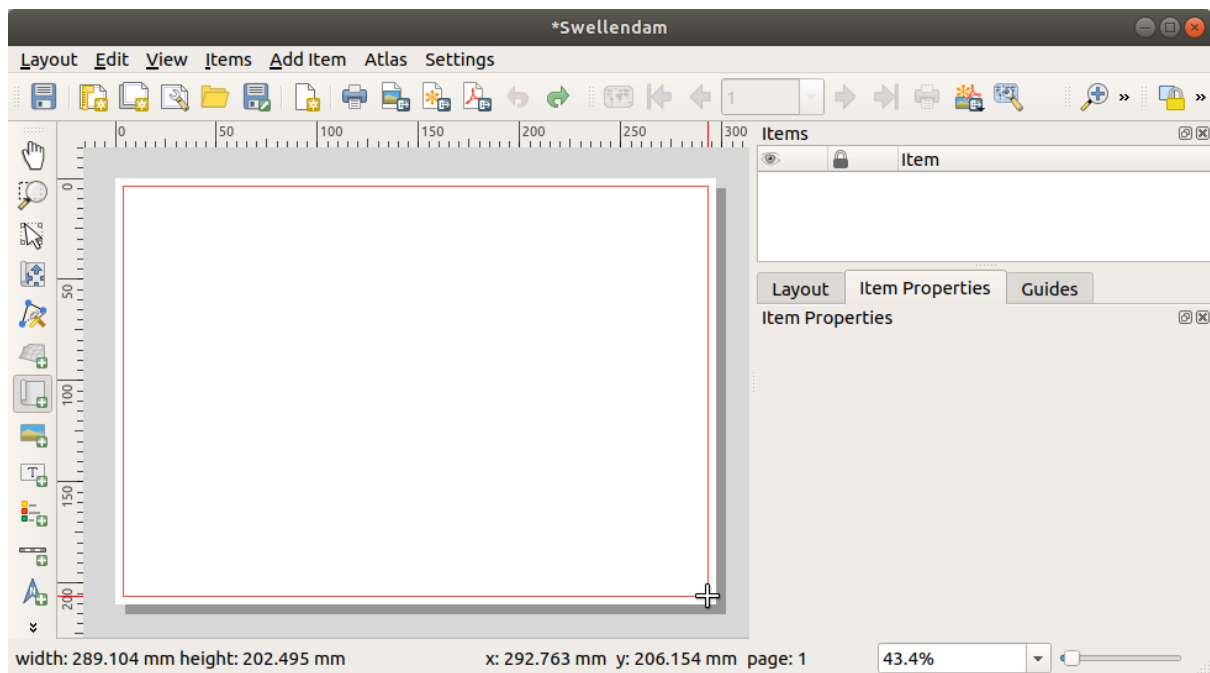 *Swellendam
Layout Edit View Items Add Item Atlas Settings
1
»
»
0 50 100 150 200 250 300
Items
Item
0
50
100
150
200
Layout Item Properties Guides
Item Properties
T
width: 289.104 mm height: 202.495 mm x: 292.763 mm y: 206.154 mm page: 1 43.4%